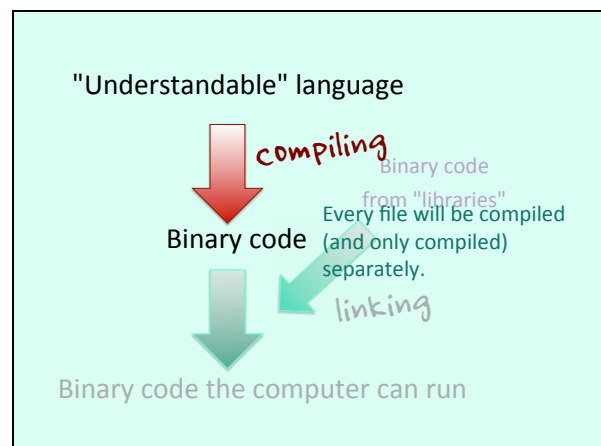 "Understandable" language
compiling
Binary code
from "libraries"
Every file will be compiled
Binary code
(and only compiled)
separately.
linking
Binary code the computer can run